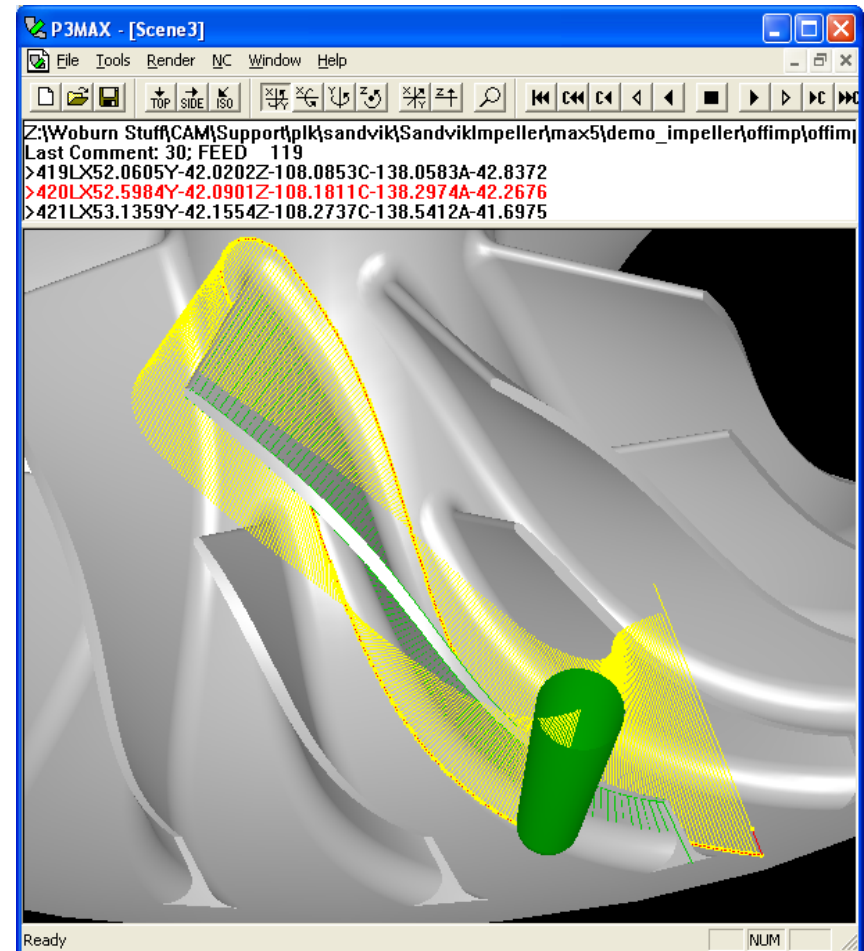 P3MAX - [Scene3]
File Tools Render NC Window Help
TOP SIDE ISO
Z:\Woburn Stuff\CAM\Support\plk\sandvik\SandvikImpeller\max5\demo_impeller\offimp\offimp
Last Comment: 30; FEED 119
>419LX52.0605Y-42.0202Z-108.0853C-138.0583A-42.8372
>420LX52.5984Y-42.0901Z-108.1811C-138.2974A-42.2676
>421LX53.1359Y-42.1554Z-108.2737C-138.5412A-41.6975
Ready NUM